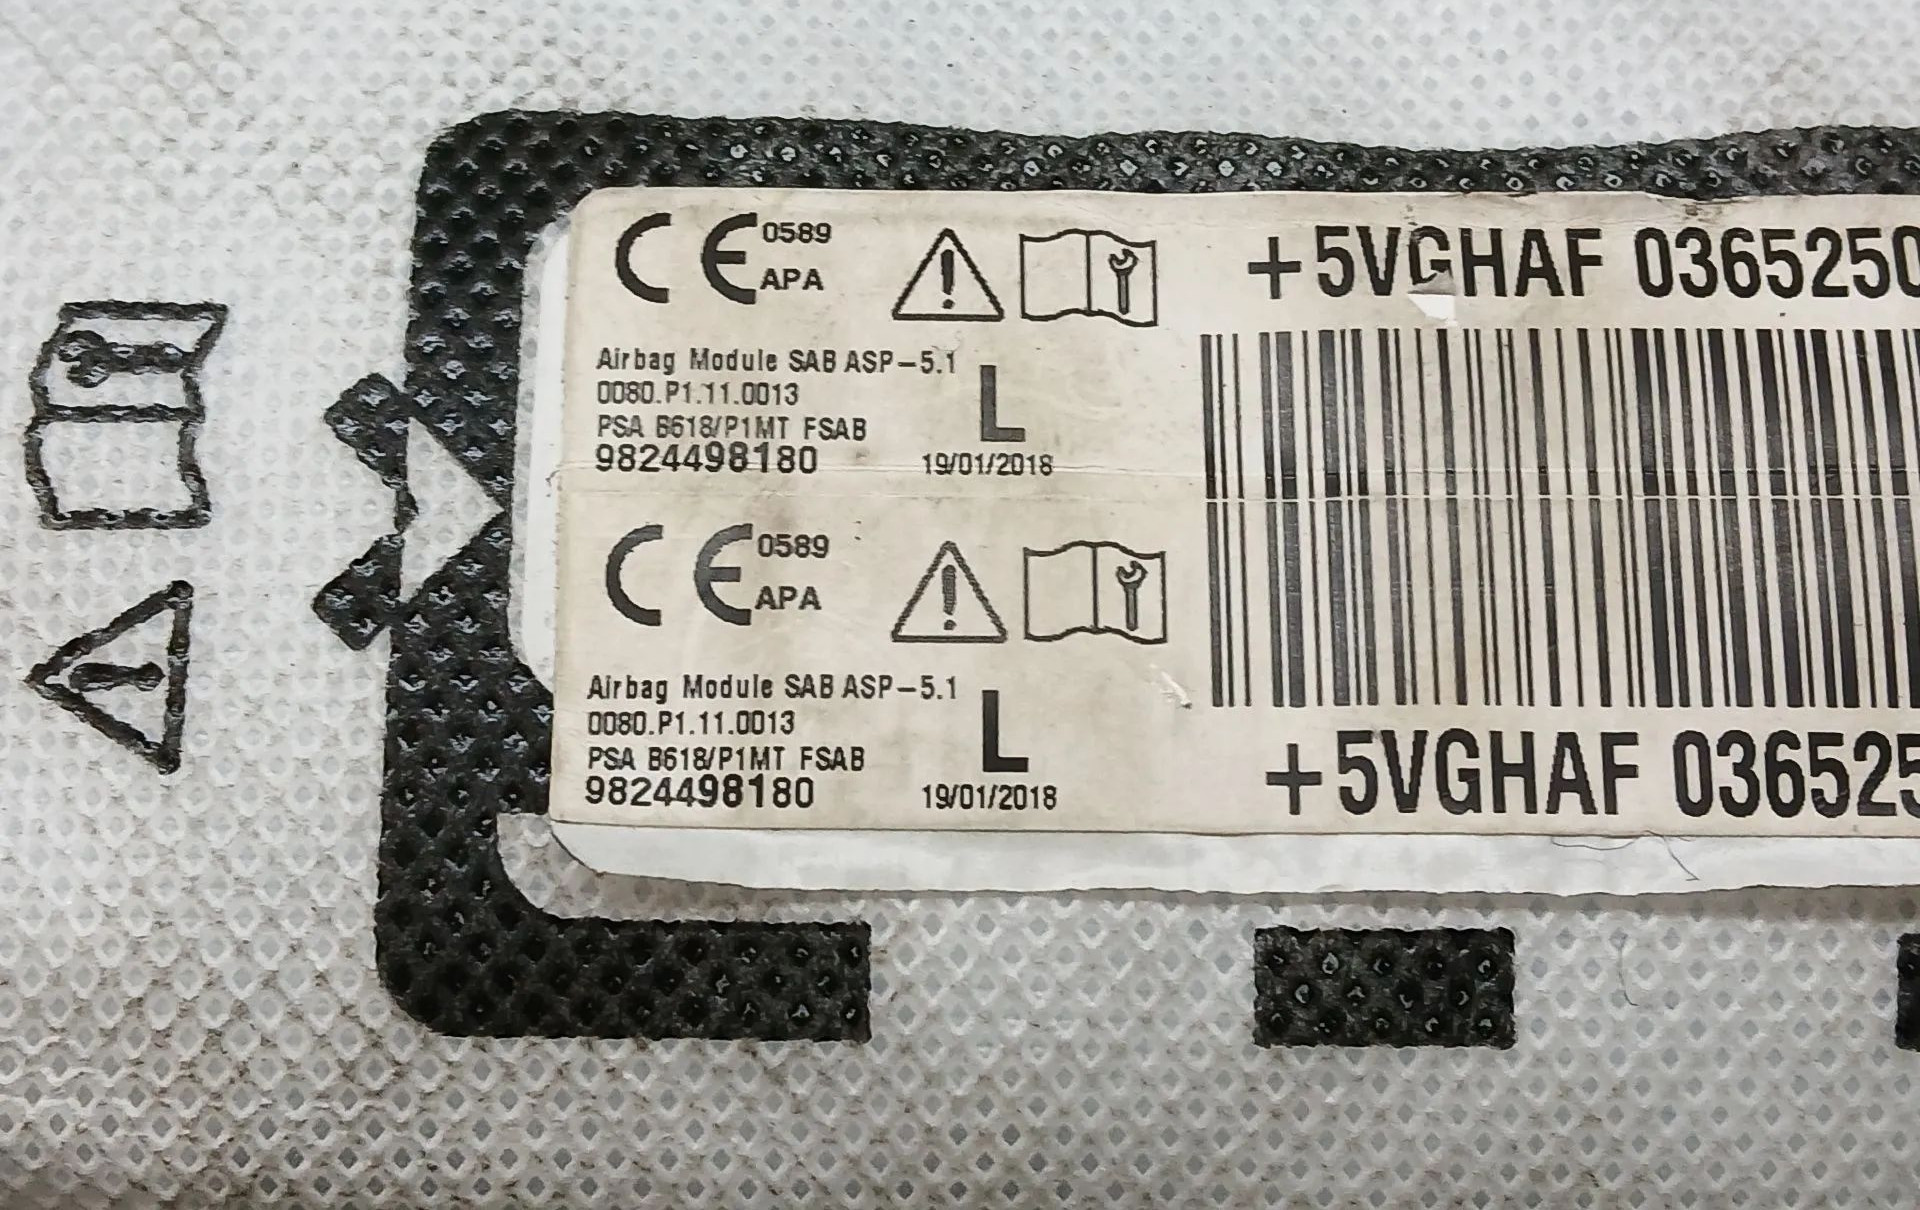 CE 0589
APA
+5VGHAF 0365250
Airbag Module SAB ASP-5.1
0080.P1.11.0013
PSA B618/P1MT FSAB
9824498180
L
19/01/2018
CE 0589
APA
Airbag Module SAB ASP-5.1
0080.P1.11.0013
PSA B618/P1MT FSAB
9824498180
L
19/01/2018
+5VGHAF 036525